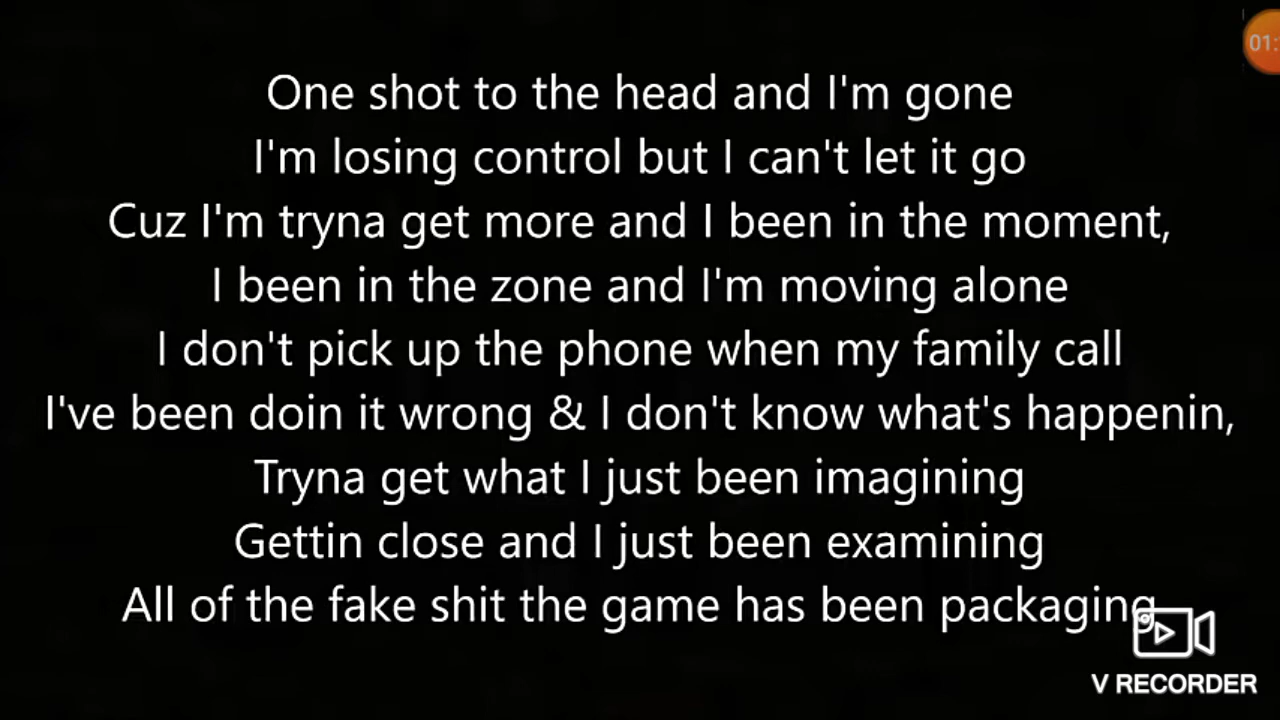 01:
One shot to the head and I'm gone
I'm losing control but I can't let it go
Cuz I'm tryna get more and I been in the moment,
I been in the zone and I'm moving alone
I don't pick up the phone when my family call
I've been doin it wrong & I don't know what's happenin,
Tryna get what I just been imagining
Gettin close and I just been examining
All of the fake shit the game has been packaging
V RECORDER